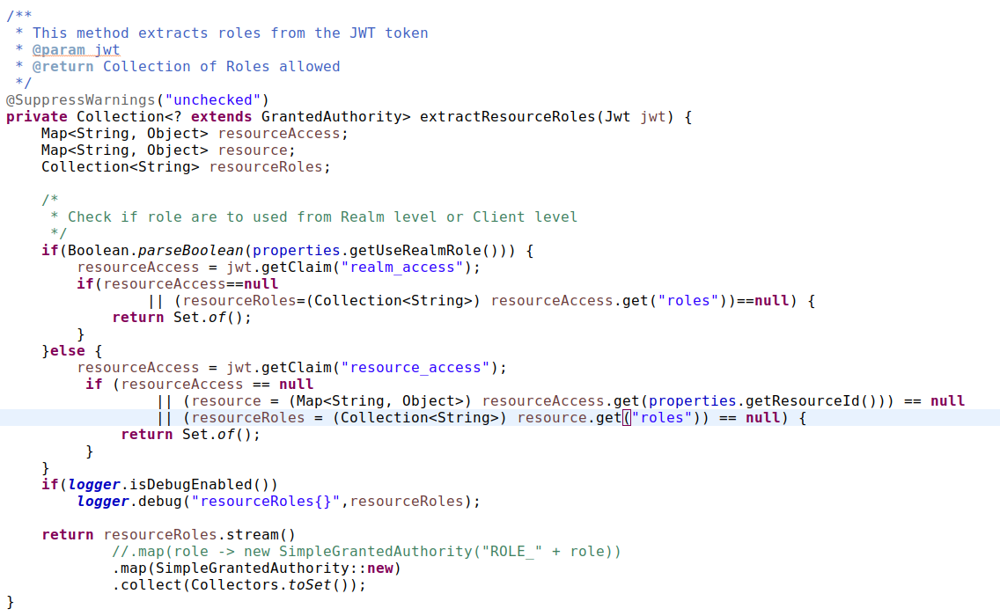 /**
 * This method extracts roles from the JWT token
 * @param jwt
 * @return Collection of Roles allowed
 */
@SuppressWarnings("unchecked")
private Collection<? extends GrantedAuthority> extractResourceRoles(Jwt jwt) {
    Map<String, Object> resourceAccess;
    Map<String, Object> resource;
    Collection<String> resourceRoles;

    /*
     * Check if role are to used from Realm level or Client level
     */
    if(Boolean.parseBoolean(properties.getUseRealmRole())) {
        resourceAccess = jwt.getClaim("realm_access");
        if(resourceAccess==null
                || (resourceRoles=(Collection<String>) resourceAccess.get("roles"))==null) {
            return Set.of();
        }
    }else {
        resourceAccess = jwt.getClaim("resource_access");
         if (resourceAccess == null
                 || (resource = (Map<String, Object>) resourceAccess.get(properties.getResourceId())) == null
                 || (resourceRoles = (Collection<String>) resource.get("roles")) == null) {
             return Set.of();
         }
    }
    if(logger.isDebugEnabled())
        logger.debug("resourceRoles{}",resourceRoles);

    return resourceRoles.stream()
            //.map(role -> new SimpleGrantedAuthority("ROLE_" + role))
            .map(SimpleGrantedAuthority::new)
            .collect(Collectors.toSet());
}